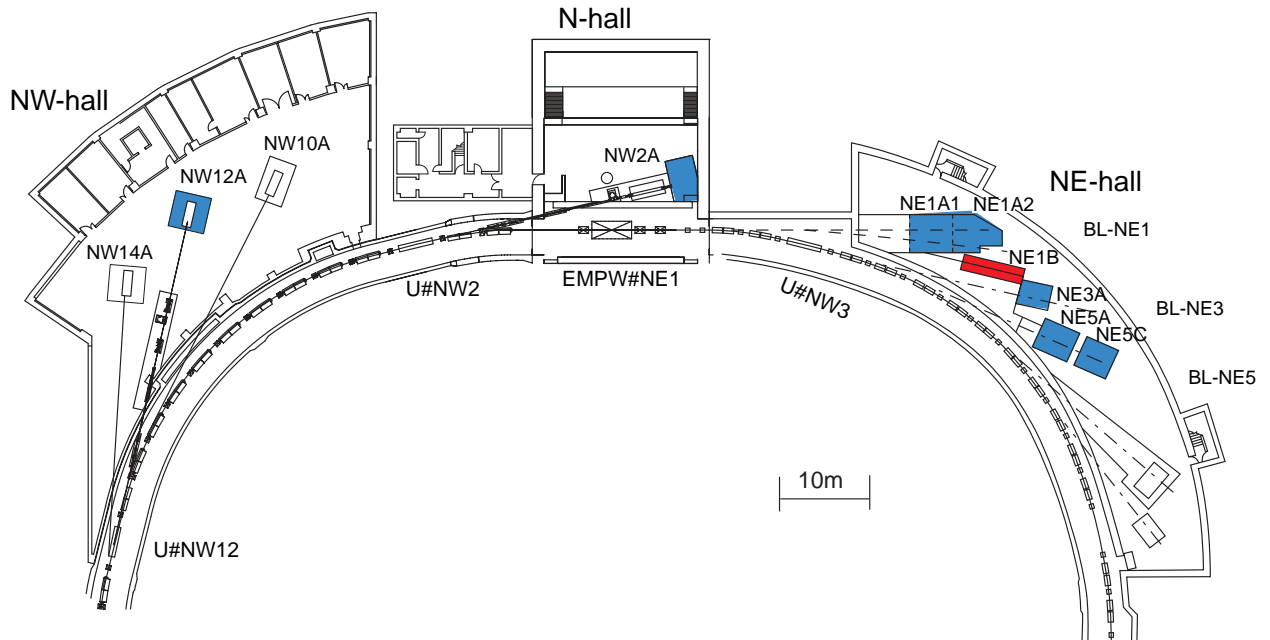 N-hall
NW-hall
NW10A
NW12A
NW14A
NW2A
NE-hall
NE1A1
NE1A2
BL-NE1
NE1B
NE3A
BL-NE3
NE5A
NE5C
BL-NE5
U#NW2
EMPW#NE1
U#NW3
10m
U#NW12